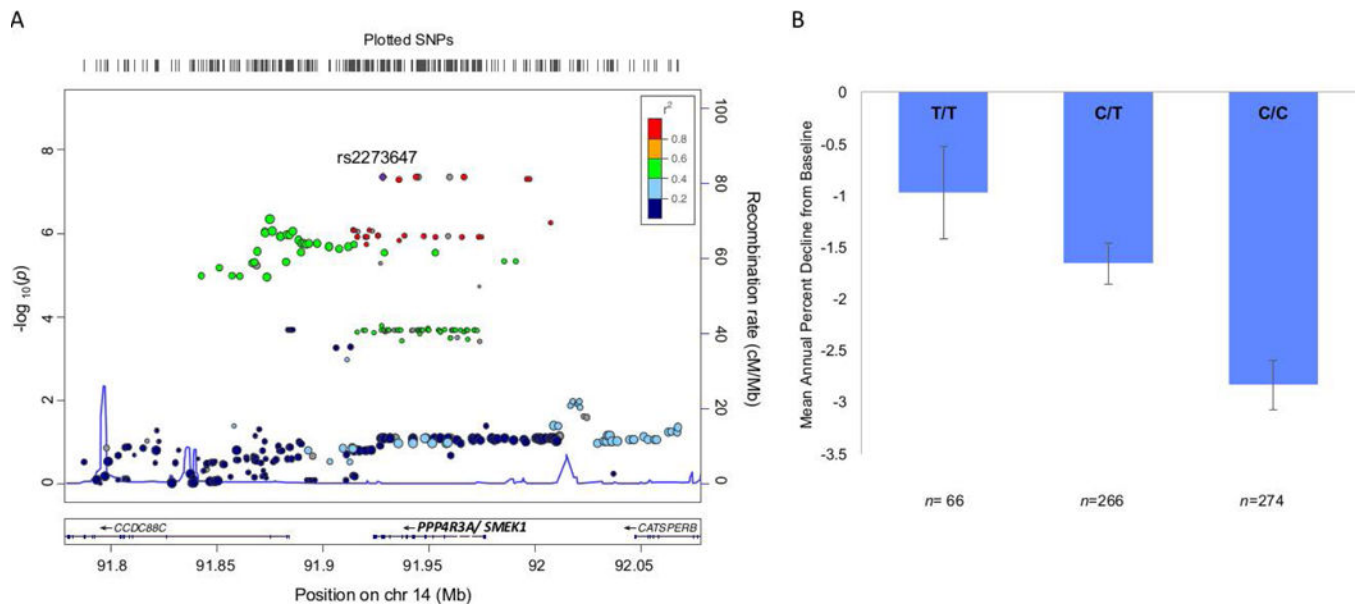 A
Plotted SNPs
rs2273647
r2
0.8
0.6
0.4
0.2
-log 10(p)
8
6
4
2
0
Recombination rate (cM/Mb)
100
80
60
40
20
0
←CCDC88C
←PPP4R3A/ SMEK1
←CATSPERB
91.8 91.85 91.9 91.95 92 92.05
Position on chr 14 (Mb)
B
Mean Annual Percent Decline from Baseline
0
-0.5
-1
-1.5
-2
-2.5
-3
-3.5
T/T C/T C/C
n= 66 n=266 n=274